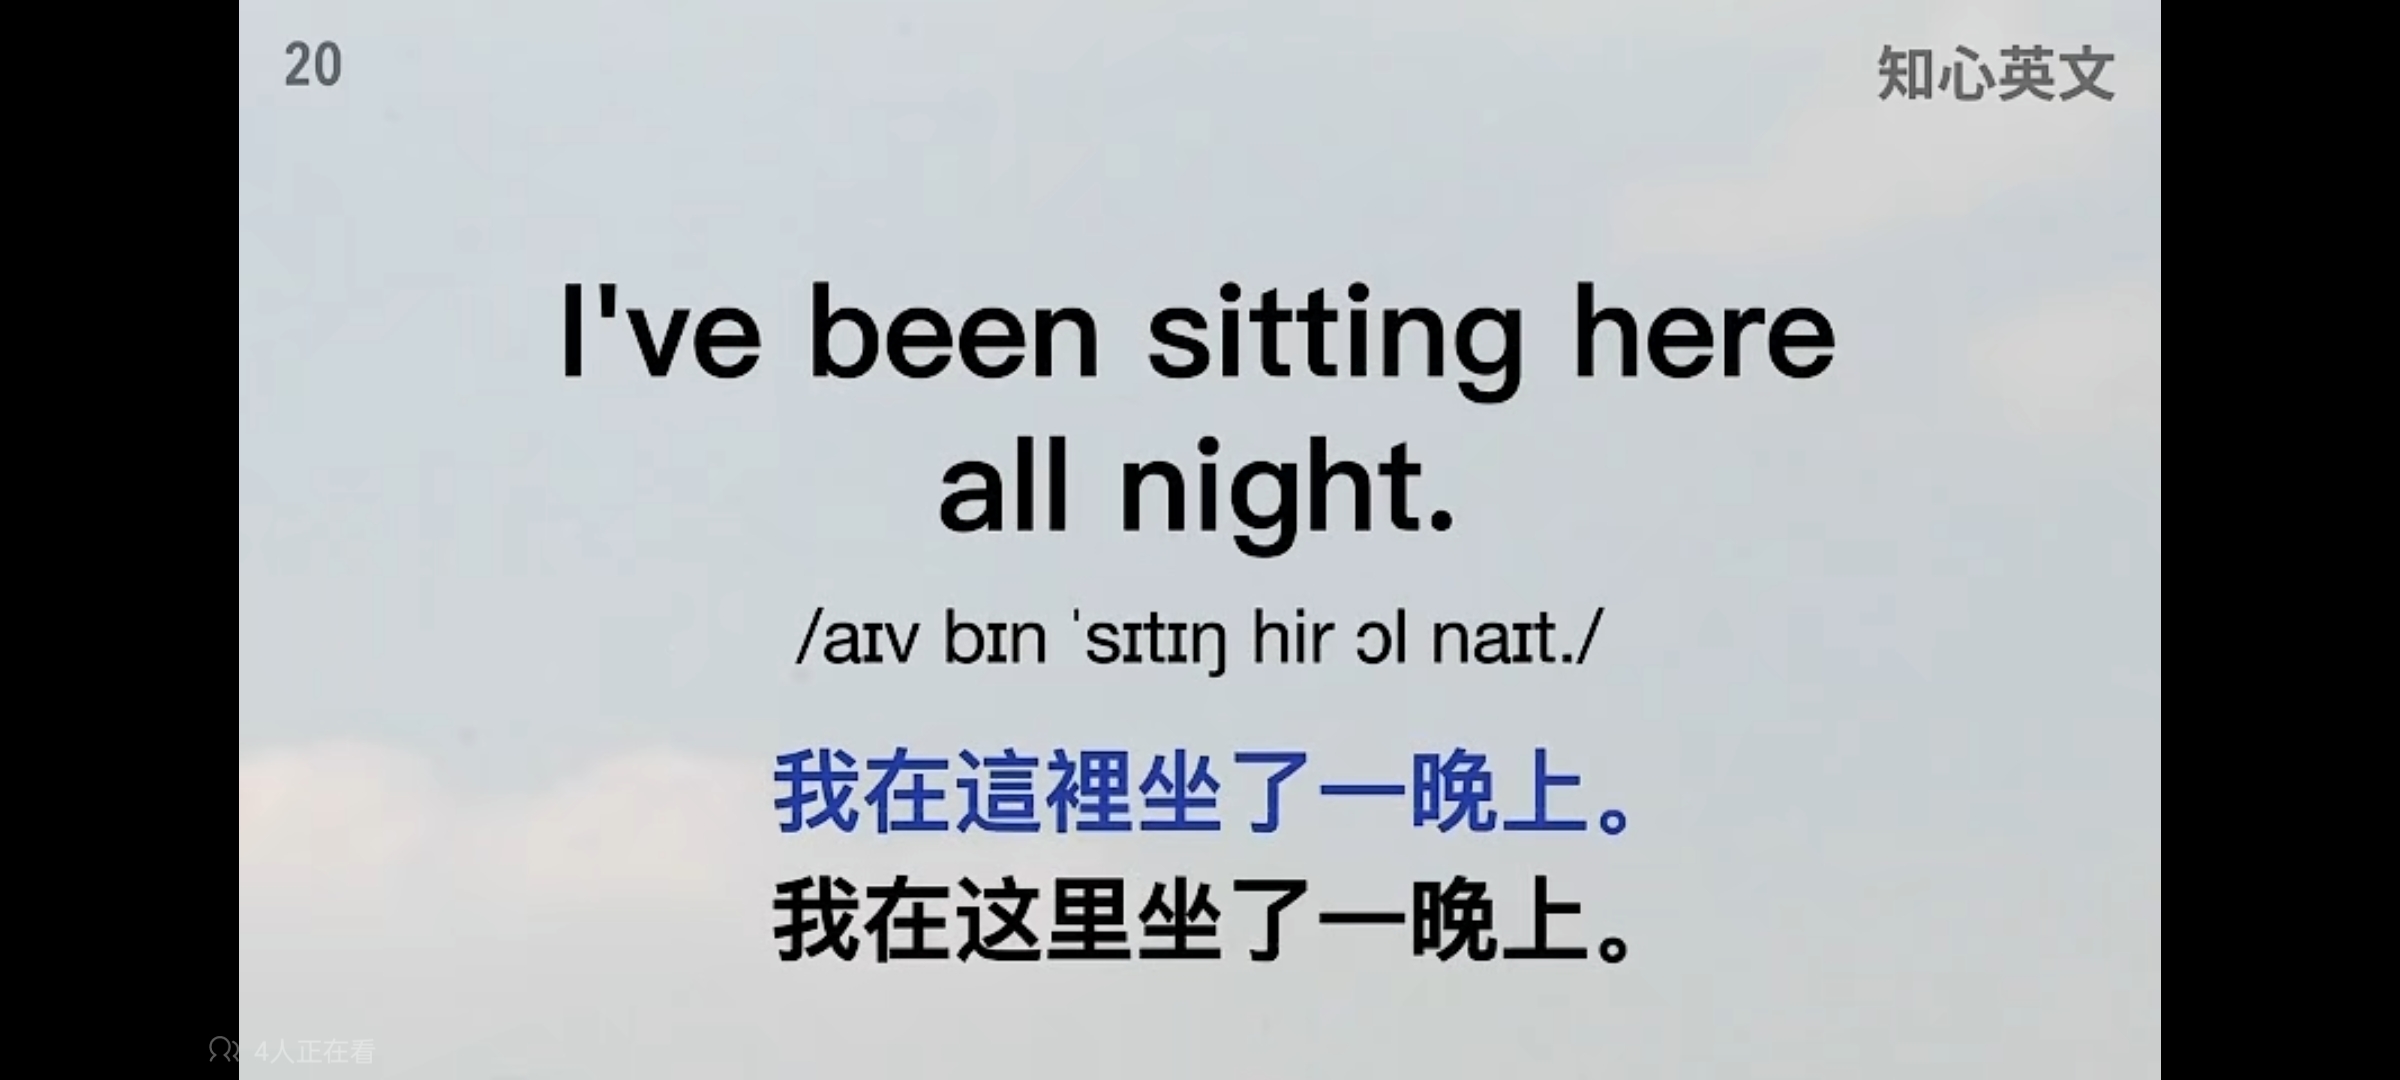 20
知心英文
I've been sitting here
all night.
/aɪv bɪn ˈsɪtɪŋ hir ɔl naɪt./
我在這裡坐了一晚上。
我在这里坐了一晚上。
4人正在看